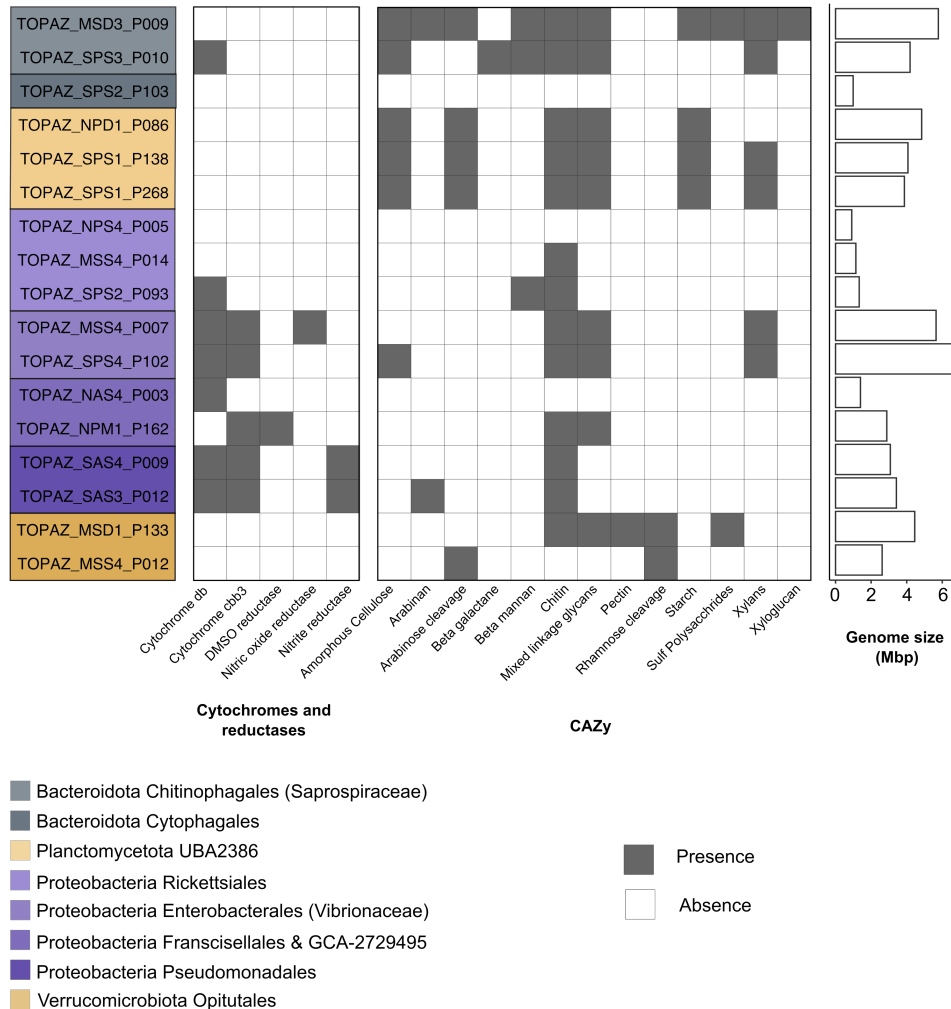 TOPAZ_MSD3_P009
TOPAZ_SPS3_P010
TOPAZ_SPS2_P103
TOPAZ_NPD1_P086
TOPAZ_SPS1_P138
TOPAZ_SPS1_P268
TOPAZ_NPS4_P005
TOPAZ_MSS4_P014
TOPAZ_SPS2_P093
TOPAZ_MSS4_P007
TOPAZ_SPS4_P102
TOPAZ_NAS4_P003
TOPAZ_NPM1_P162
TOPAZ_SAS4_P009
TOPAZ_SAS3_P012
TOPAZ_MSD1_P133
TOPAZ_MSS4_P012
Cytochrome db
Cytochrome cbb3
DMSO reductase
Nitric oxide reductase
Nitrite reductase
Amorphous Cellulose
Arabinan
Arabinose cleavage
Beta galactane
Beta mannan
Chitin
Mixed linkage glycans
Pectin
Rhamnose cleavage
Starch
Sulf Polysacchrides
Xylans
Xyloglucan
0 2 4 6
Genome size
(Mbp)
Cytochromes and
reductases
CAZy
Bacteroidota Chitinophagales (Saprospiraceae)
Bacteroidota Cytophagales
Planctomycetota UBA2386
Proteobacteria Rickettsiales
Proteobacteria Enterobacterales (Vibrionaceae)
Proteobacteria Franscisellales & GCA-2729495
Proteobacteria Pseudomonadales
Verrucomicrobiota Opitutales
Presence
Absence